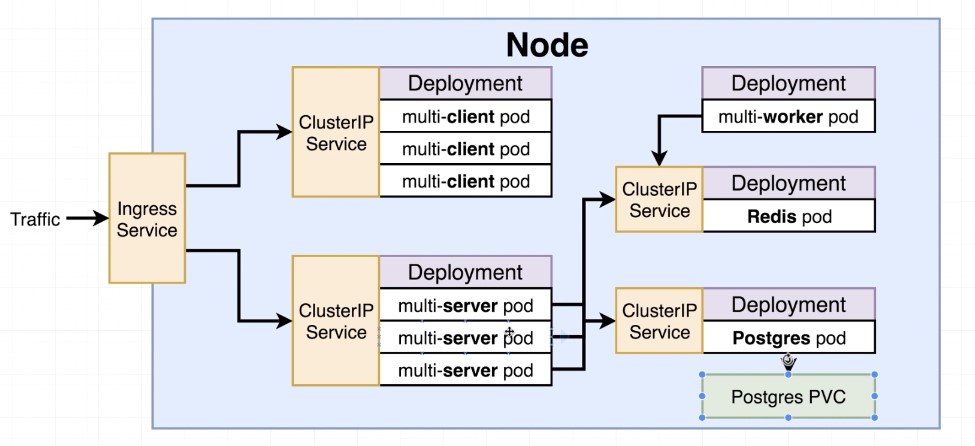 Node
Deployment
ClusterIP
Service
multi-client pod
multi-client pod
multi-client pod
Deployment
multi-worker pod
Traffic
Ingress
Service
ClusterIP
Service
Deployment
Redis pod
ClusterIP
Service
Deployment
multi-server pod
multi-server pod
multi-server pod
ClusterIP
Service
Deployment
Postgres pod
Postgres PVC